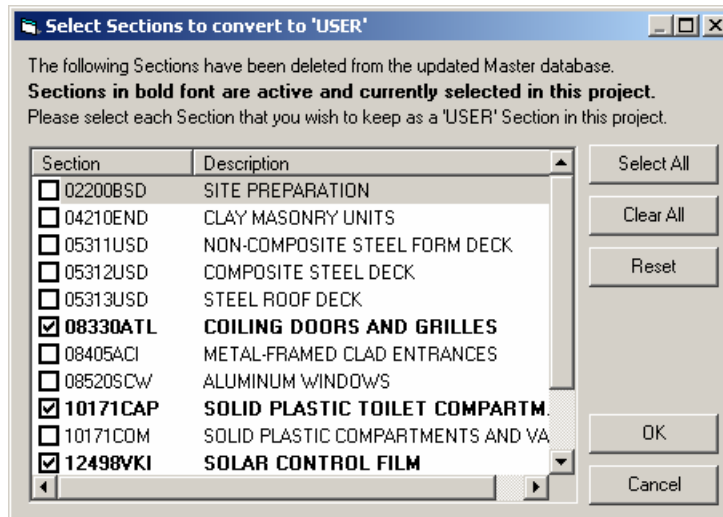 Select Sections to convert to 'USER'
The following Sections have been deleted from the updated Master database.
Sections in bold font are active and currently selected in this project.
Please select each Section that you wish to keep as a 'USER' Section in this project.
Section Description
02200BSD SITE PREPARATION
04210END CLAY MASONRY UNITS
05311USD NON-COMPOSITE STEEL FORM DECK
05312USD COMPOSITE STEEL DECK
05313USD STEEL ROOF DECK
08330ATL COILING DOORS AND GRILLES
08405ACI METAL-FRAMED CLAD ENTRANCES
08520SCW ALUMINUM WINDOWS
10171CAP SOLID PLASTIC TOILET COMPARTM.
10171COM SOLID PLASTIC COMPARTMENTS AND VA
12498VKI SOLAR CONTROL FILM
Select All
Clear All
Reset
OK
Cancel